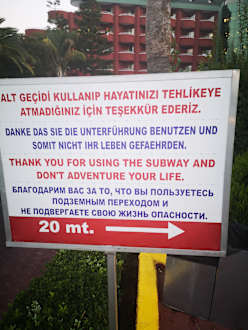 ALT GEÇİDİ KULLANIP HAYATINIZI TEHLİKEYE
ATMADIĞINIZ İÇİN TEŞEKKÜR EDERİZ.
DANKE DAS SIE DIE UNTERFÜHRUNG BENUTZEN UND
SOMIT NICHT IHR LEBEN GEFAEHRDEN.
THANK YOU FOR USING THE SUBWAY AND
DON'T ADVENTURE YOUR LIFE.
БЛАГОДАРИМ ВАС ЗА ТО, ЧТО ВЫ ПОЛЬЗУЕТЕСЬ
ПОДЗЕМНЫМ ПЕРЕХОДОМ И
НЕ ПОДВЕРГАЕТЕ СВОЮ ЖИЗНЬ ОПАСНОСТИ.
20 mt.